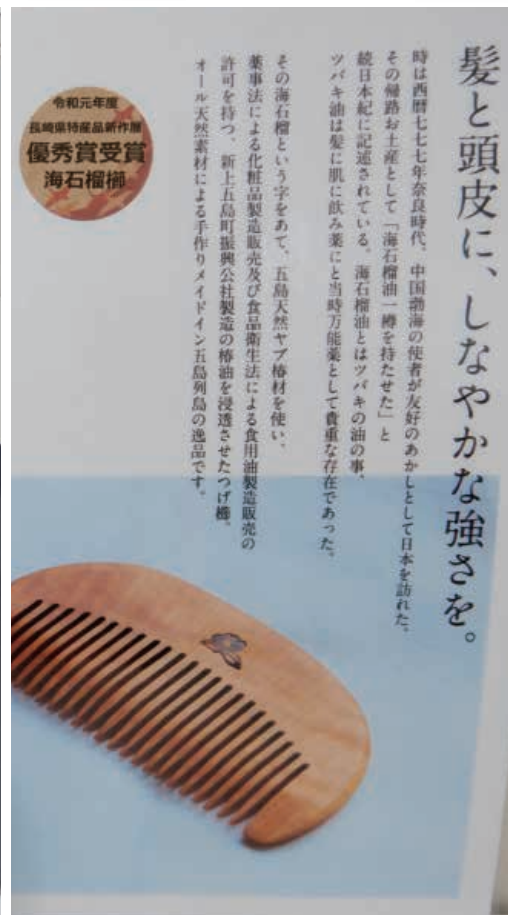 髪と頭皮に、しなやかな強さを。
時は西暦七七七年奈良時代。中国渤海の使者が友好のあかしとして日本を訪れた。
その帰路お土産として「海石榴油一樽を持たせた」と
続日本紀に記述されている。海石榴油とはツバキの油の事、
ツバキ油は髪に肌に飲み薬にと当時万能薬として貴重な存在であった。
その海石榴という字をあて、五島天然ヤブ椿材を使い、
薬事法による化粧品製造販売及び食品衛生法による食用油製造販売の
許可を持つ、新上五島町振興公社製造の椿油を浸透させたつげ櫛。
オール天然素材による手作りメイドイン五島列島の逸品です。
令和元年度
長崎県特産品新作展
優秀賞受賞
海石榴櫛